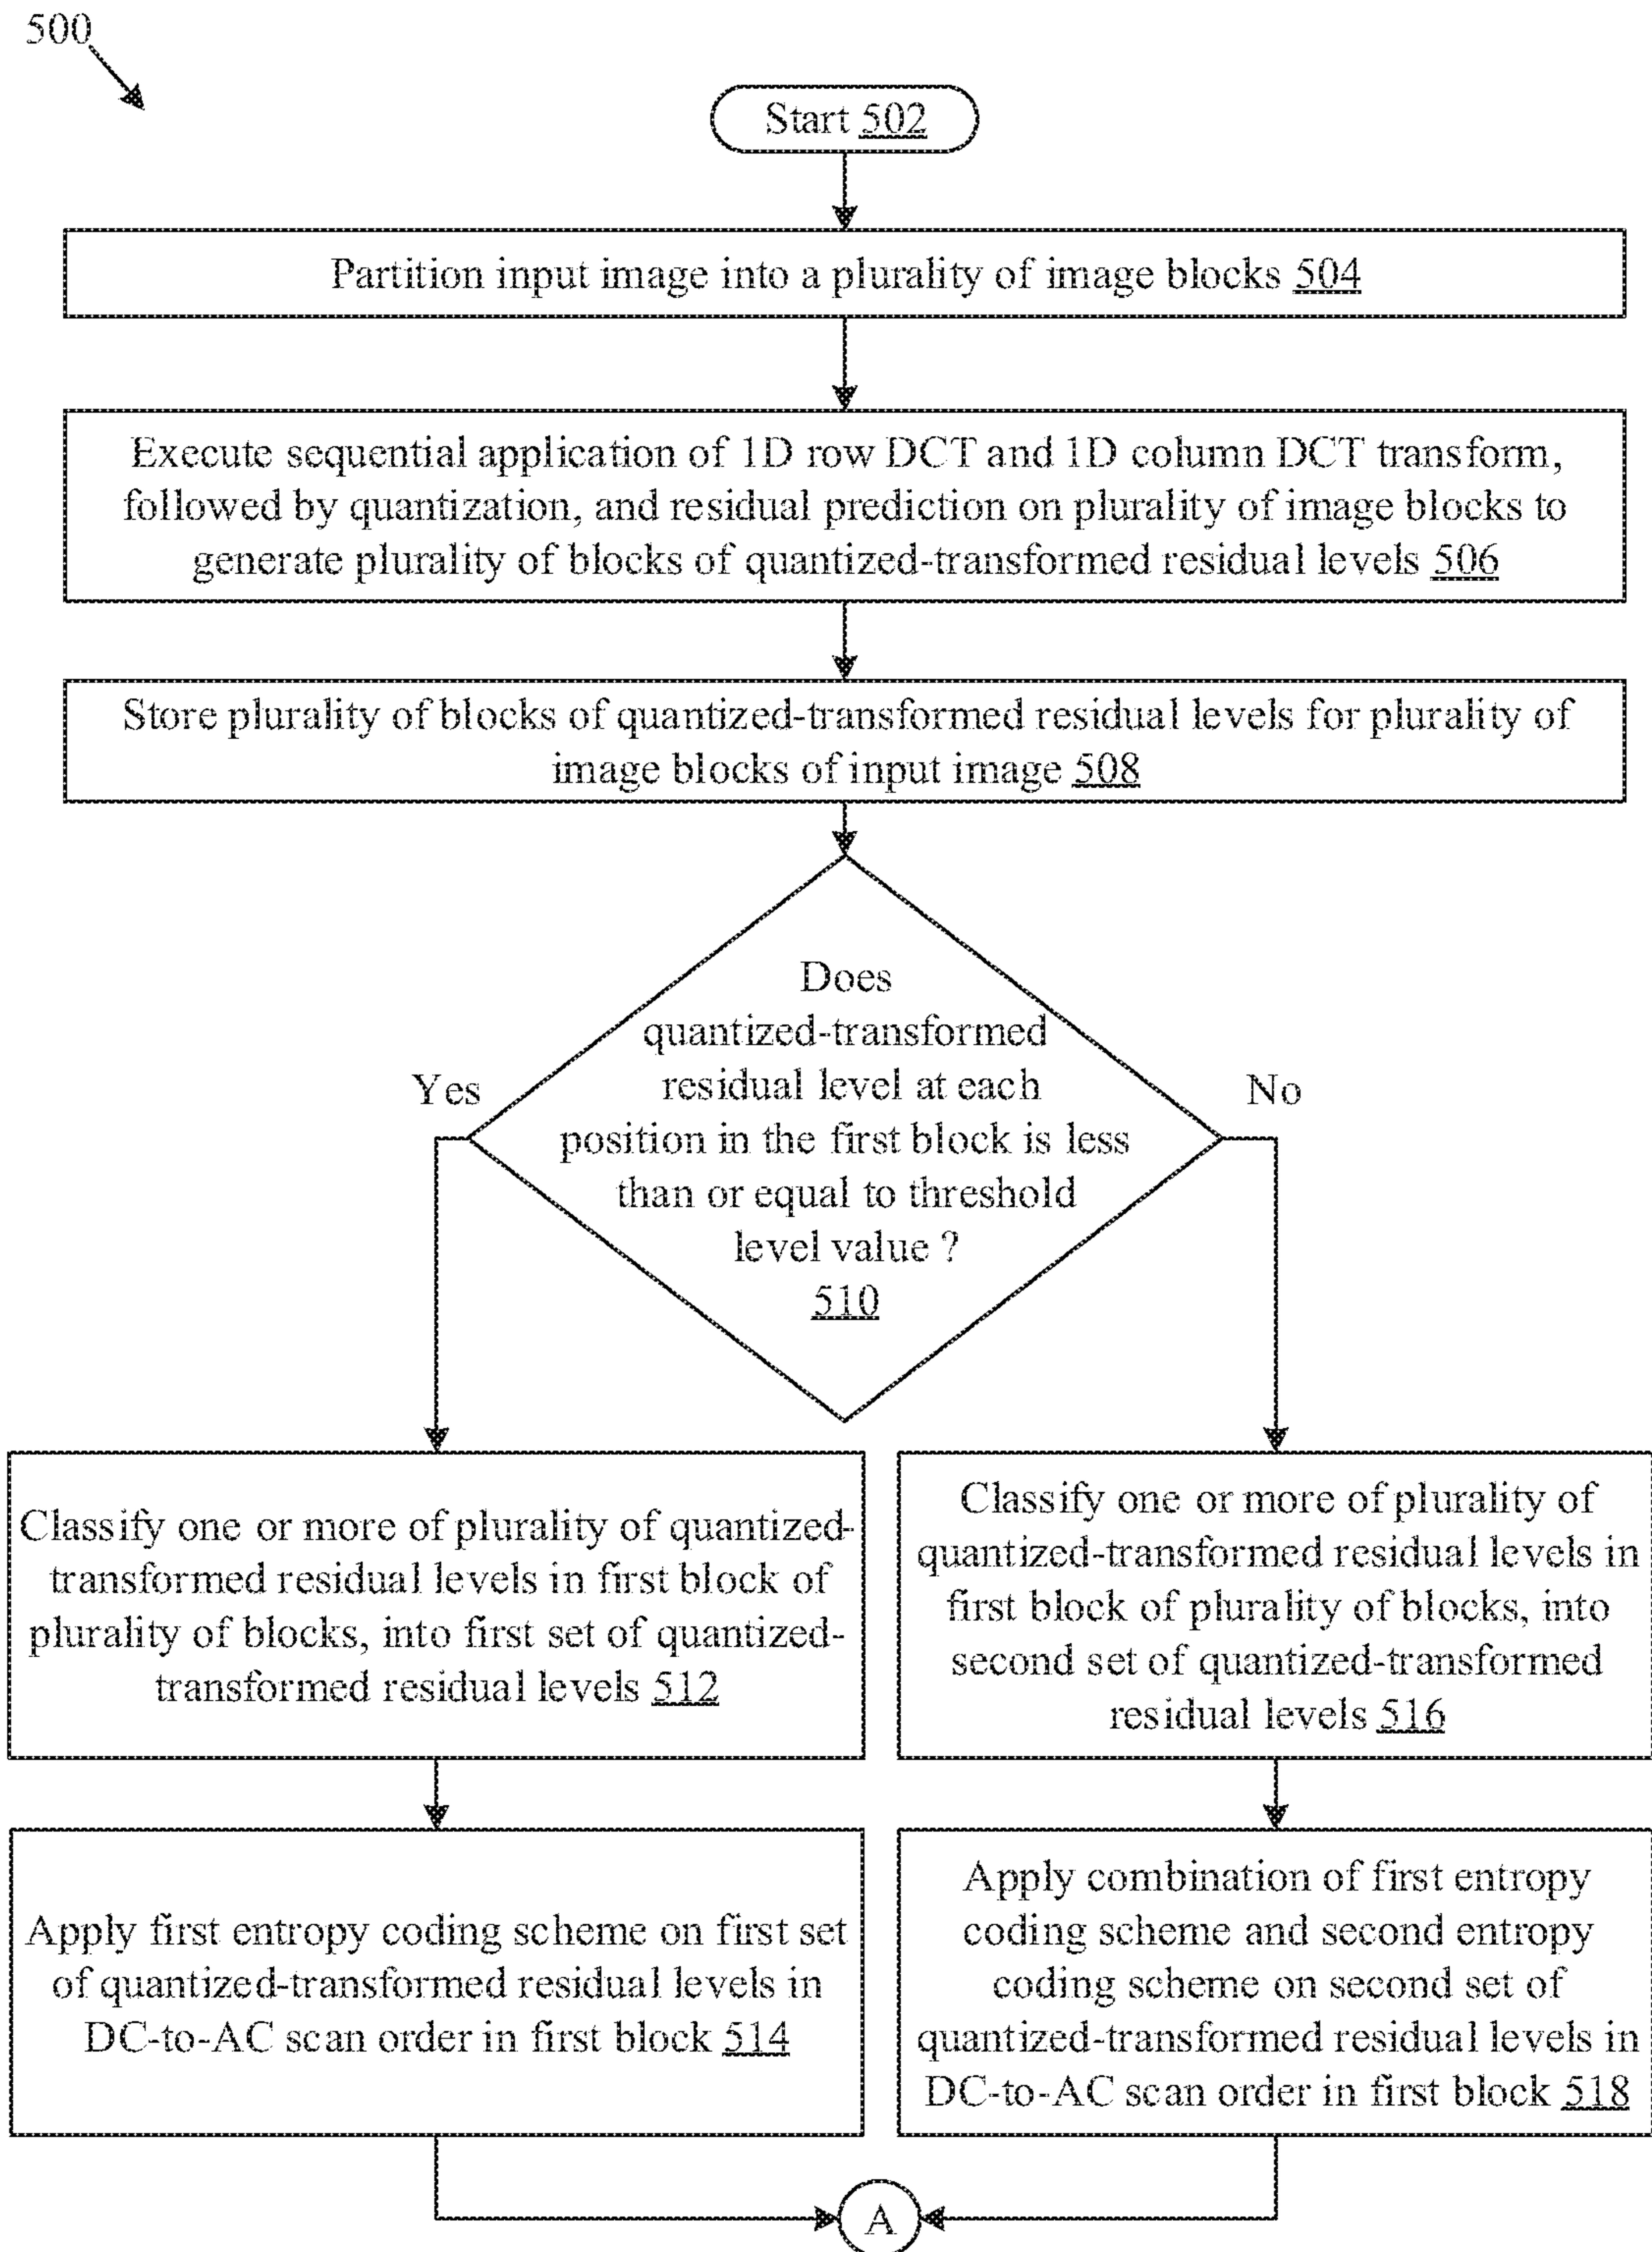 500
Start 502
Partition input image into a plurality of image blocks 504
Execute sequential application of 1D row DCT and 1D column DCT transform,
followed by quantization, and residual prediction on plurality of image blocks to
generate plurality of blocks of quantized-transformed residual levels 506
Store plurality of blocks of quantized-transformed residual levels for plurality of
image blocks of input image 508
Does
quantized-transformed
residual level at each
position in the first block is less
than or equal to threshold
level value ?
510
Yes
No
Classify one or more of plurality of quantized-
transformed residual levels in first block of
plurality of blocks, into first set of quantized-
transformed residual levels 512
Classify one or more of plurality of
quantized-transformed residual levels in
first block of plurality of blocks, into
second set of quantized-transformed
residual levels 516
Apply first entropy coding scheme on first set
of quantized-transformed residual levels in
DC-to-AC scan order in first block 514
Apply combination of first entropy
coding scheme and second entropy
coding scheme on second set of
quantized-transformed residual levels in
DC-to-AC scan order in first block 518
A